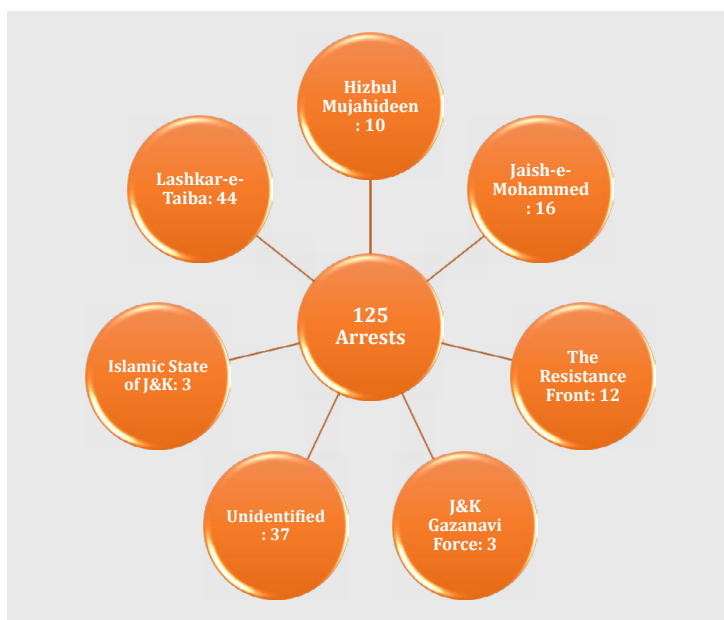 Hizbul
Mujahideen
: 10
Jaish-e-
Mohammed
: 16
The
Resistance
Front: 12
J&K
Gazanavi
Force: 3
Unidentified
: 37
Islamic State
of J&K: 3
Lashkar-e-
Taiba: 44
125
Arrests